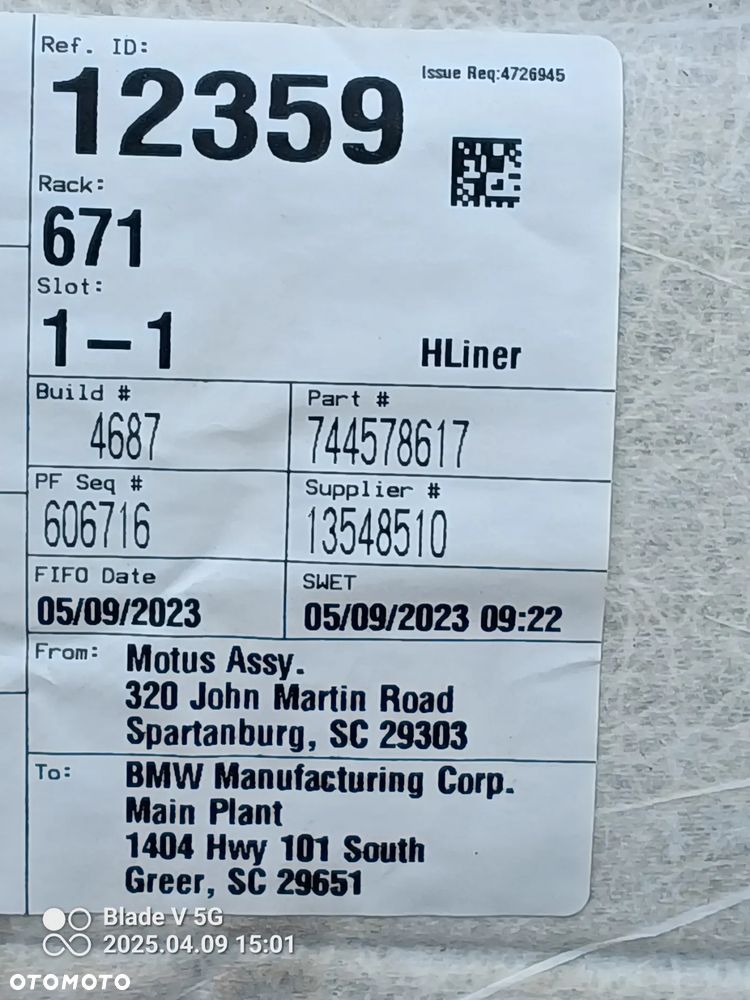 Ref. ID:
Issue Req:4726945
12359
Rack:
671
Slot:
1-1
HLiner
Build #
4687
Part #
744578617
PF Seq #
606716
Supplier #
13548510
FIFO Date
05/09/2023
SWET
05/09/2023 09:22
From: Motus Assy.
320 John Martin Road
Spartanburg, SC 29303
To: BMW Manufacturing Corp.
Main Plant
1404 Hwy 101 South
Greer, SC 29651
Blade V 5G
2025.04.09 15:01
OTOMOTO